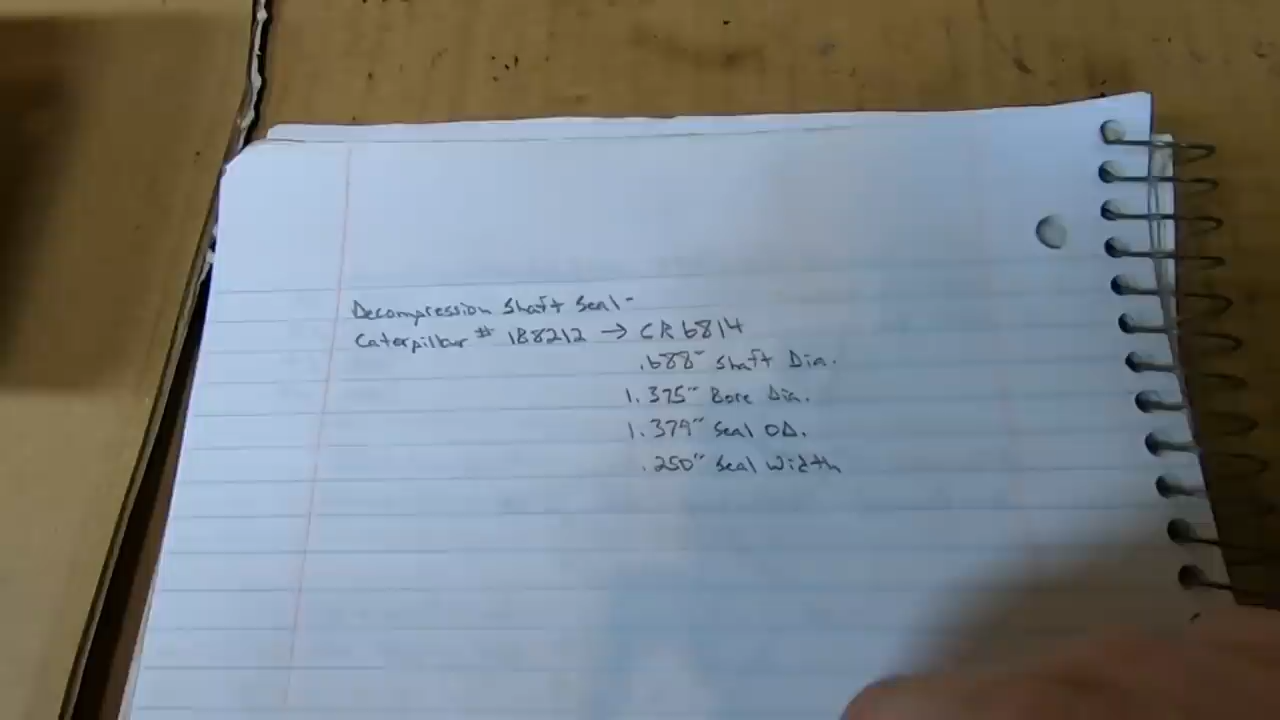 Decompression Shaft Seal-
Caterpillar # 1B8212 → CR 6814
.688" Shaft Dia.
1.375" Bore Dia.
1.379" Seal OD.
.250" Seal Width